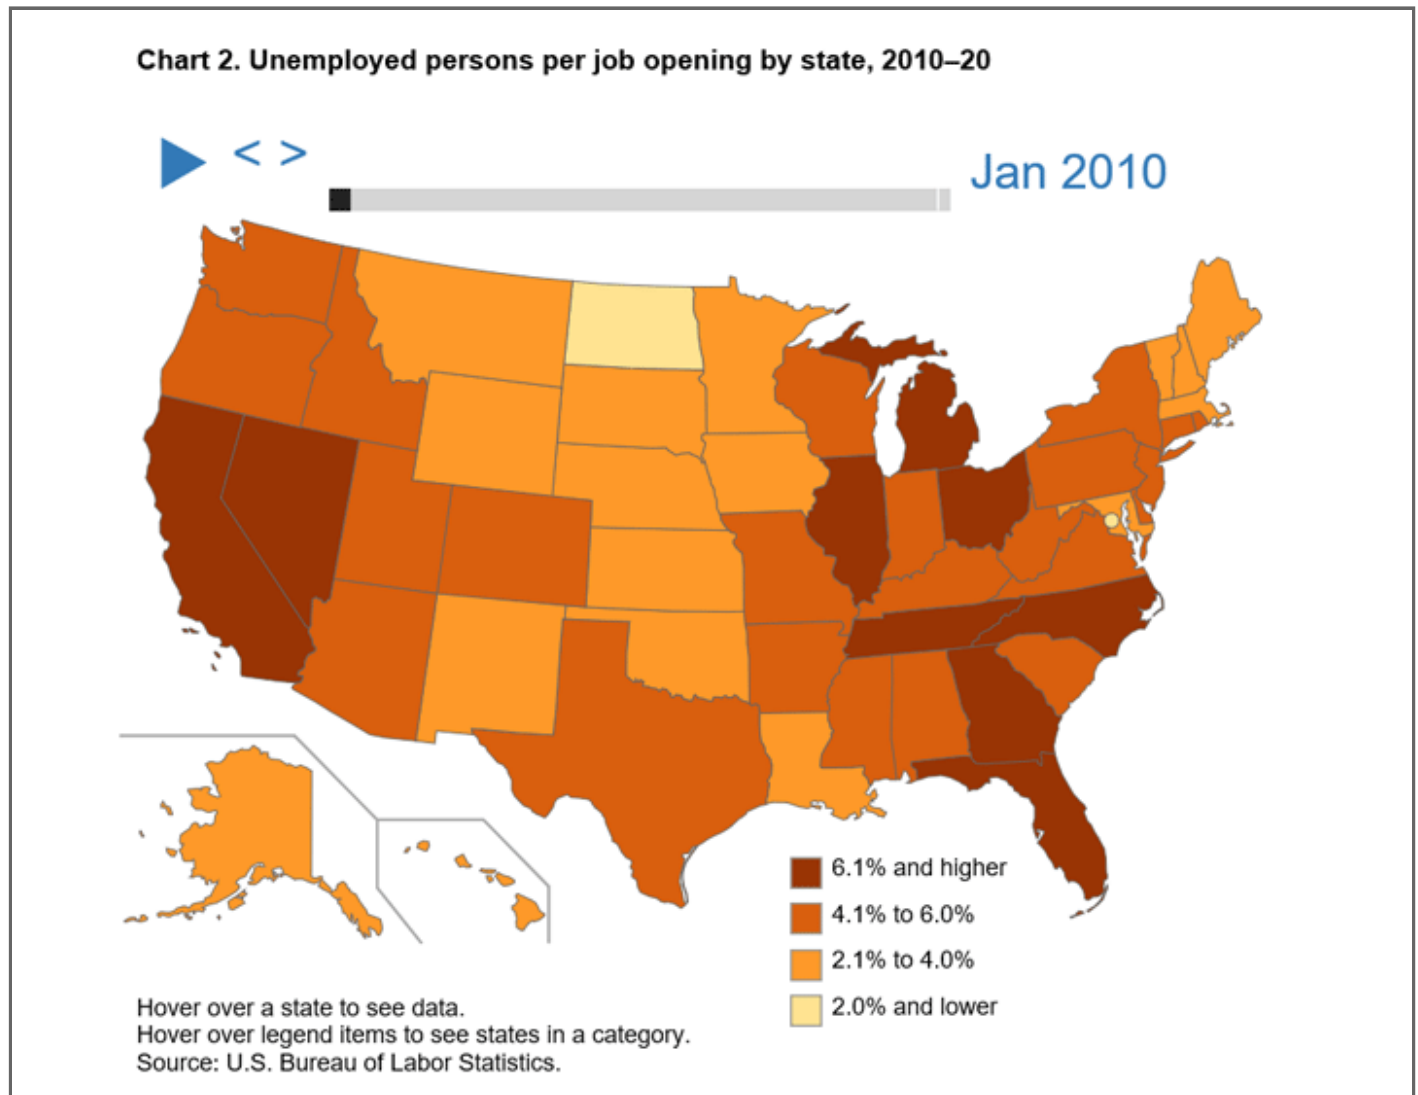 Chart 2. Unemployed persons per job opening by state, 2010–20
< >
Jan 2010
6.1% and higher
4.1% to 6.0%
2.1% to 4.0%
2.0% and lower
Hover over a state to see data.
Hover over legend items to see states in a category.
Source: U.S. Bureau of Labor Statistics.